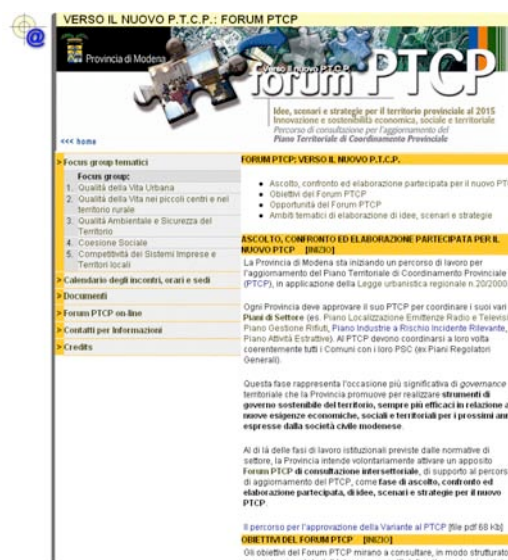 VERSO IL NUOVO P.T.C.P.: FORUM PTCP
@
Provincia di Modena
Verso il nuovo P.T.C.P.
forum PTCP
Idee, scenari e strategie per il territorio provinciale al 2015
Innovazione e sostenibilità economica, sociale e territoriale
Percorso di consultazione per l'aggiornamento del
Piano Territoriale di Coordinamento Provinciale
<<< home
> Focus group tematici
Focus group:
1. Qualità della Vita Urbana
2. Qualità della Vita nei piccoli centri e nel
territorio rurale
3. Qualità Ambientale e Sicurezza del
Territorio
4. Coesione Sociale
5. Competitività dei Sistemi Imprese e
Territori locali
> Calendario degli incontri, orari e sedi
> Documenti
> Forum PTCP on-line
> Contatti per Informazioni
> Credits
FORUM PTCP: VERSO IL NUOVO P.T.C.P.
• Ascolto, confronto ed elaborazione partecipata per il nuovo PT
• Obiettivi del Forum PTCP
• Opportunità del Forum PTCP
• Ambiti tematici di elaborazione di idee, scenari e strategie
ASCOLTO, CONFRONTO ED ELABORAZIONE PARTECIPATA PER IL
NUOVO PTCP [INIZIO]
La Provincia di Modena sta iniziando un percorso di lavoro per
l'aggiornamento del Piano Territoriale di Coordinamento Provinciale
(PTCP), in applicazione della Legge urbanistica regionale n.20/2000
Ogni Provincia deve approvare il suo PTCP per coordinare i suoi vari
Piani di Settore (es. Piano Localizzazione Emittenze Radio e Televisi
Piano Gestione Rifiuti, Piano Industrie a Rischio Incidente Rilevante,
Piano Attività Estrattive). Al PTCP devono coordinarsi a loro volta
coerentemente tutti i Comuni con i loro PSC (ex Piani Regolatori
Generali).
Questa fase rappresenta l'occasione più significativa di governance
territoriale che la Provincia promuove per realizzare strumenti di
governo sostenibile del territorio, sempre più efficaci in relazione a
nuove esigenze economiche, sociali e territoriali per i prossimi ann
espresse dalla società civile modenese.
Al di là delle fasi di lavoro istituzionali previste dalle normative di
settore, la Provincia intende volontariamente attivare un apposito
Forum PTCP di consultazione intersettoriale, di supporto al percors
di aggiornamento del PTCP, come fase di ascolto, confronto ed
elaborazione partecipata, di idee, scenari e strategie per il nuovo
PTCP.
Il percorso per l'approvazione della Variante al PTCP [file pdf 68 Kb]
OBIETTIVI DEL FORUM PTCP [INIZIO]
Gli obiettivi del Forum PTCP mirano a consultare, in modo struturato